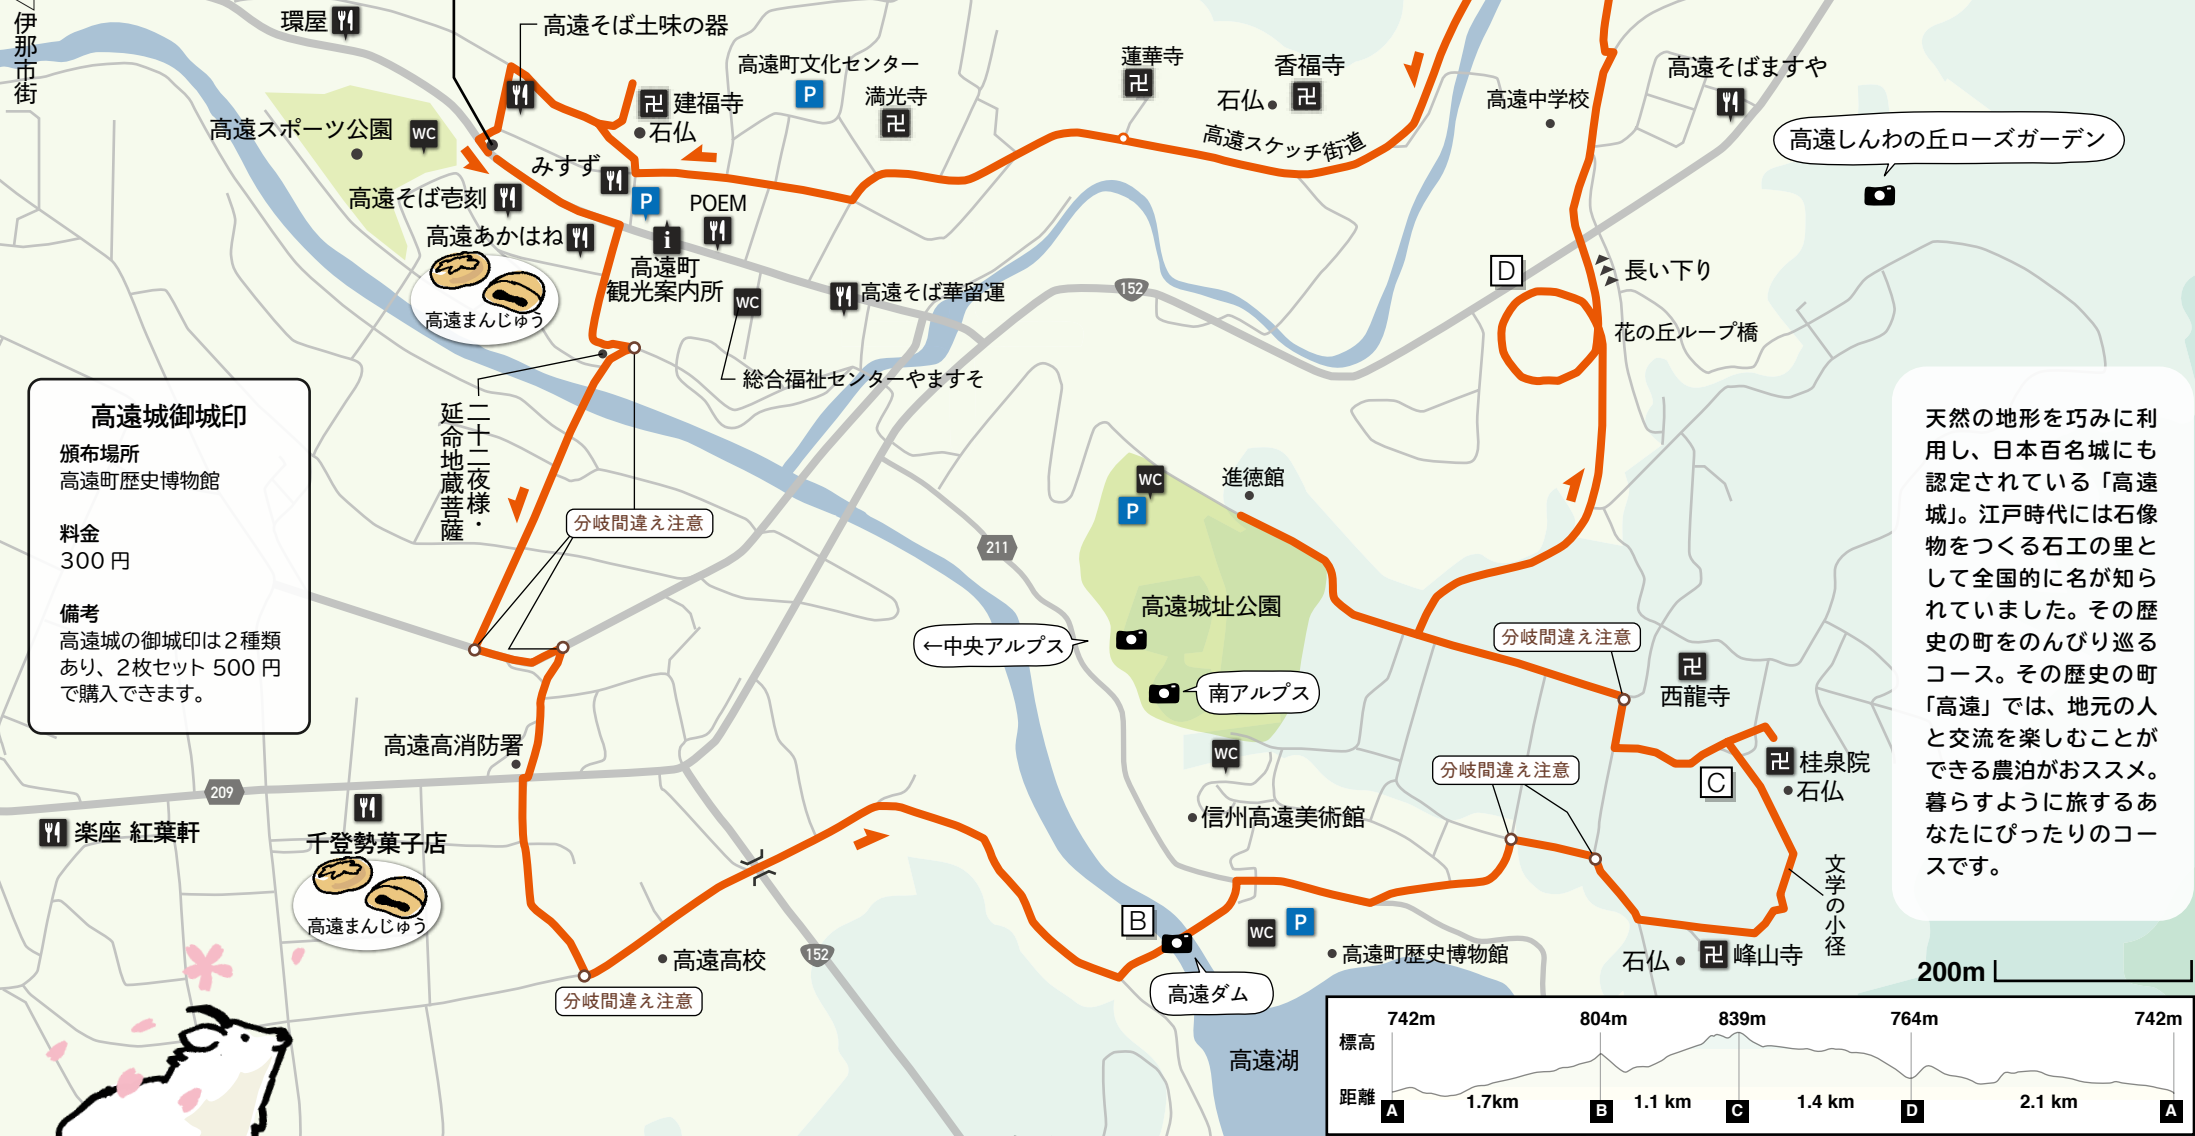 伊那市街
環屋
高遠そば土味の器
高遠町文化センター
蓮華寺
香福寺
石仏
高遠中学校
高遠そばますや
高遠しんわの丘ローズガーデン
建福寺
石仏
満光寺
高遠スケッチ街道
高遠スポーツ公園
WC
みすず
P
P
高遠そば壱刻
POEM
高遠あかはね
高遠まんじゅう
i
高遠町
観光案内所
WC
高遠そば華留運
総合福祉センターやますそ
152
D
長い下り
花の丘ループ橋
二十二夜様・
延命地蔵菩薩
分岐間違え注意
高遠城御城印
頒布場所
高遠町歴史博物館
料金
300円
備考
高遠城の御城印は2種類
あり、2枚セット 500 円
で購入できます。
WC
P
進徳館
211
高遠城址公園
←中央アルプス
南アルプス
WC
分岐間違え注意
西龍寺
桂泉院
石仏
C
分岐間違え注意
信州高遠美術館
文学の小径
峰山寺
石仏
高遠町歴史博物館
WC
P
B
高遠ダム
高遠湖
高遠高消防署
209
楽座 紅葉軒
千登勢菓子店
高遠まんじゅう
高遠高校
152
分岐間違え注意
天然の地形を巧みに利
用し、日本百名城にも
認定されている「高遠
城」。江戸時代には石像
物をつくる石工の里と
して全国的に名が知ら
れていました。その歴
史の町をのんびり巡る
コース。その歴史の町
「高遠」では、地元の人
と交流を楽しむことが
できる農泊がおススメ。
暮らすように旅するあ
なたにぴったりのコー
スです。
200m
742m 804m 839m 764m 742m
標高
距離 1.7km 1.1 km 1.4 km 2.1 km
A B C D A